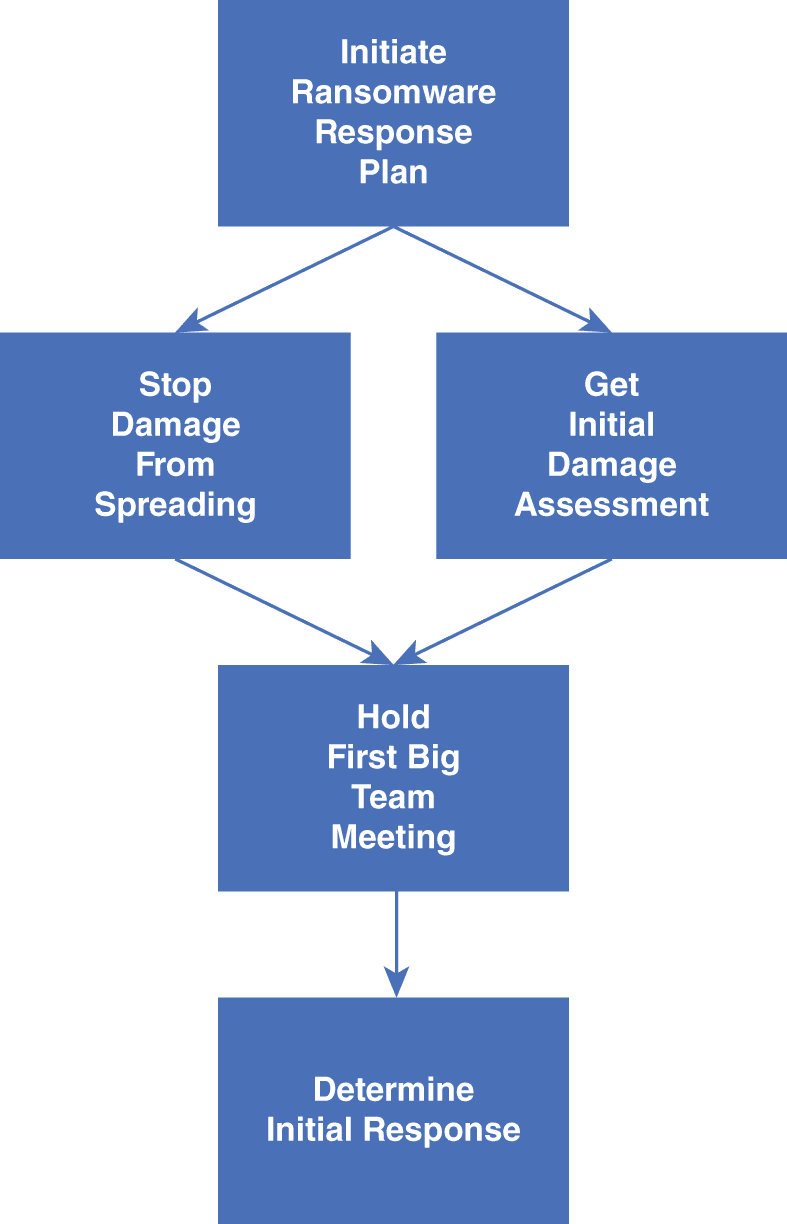 Initiate
Ransomware
Response
Plan
Stop
Damage
From
Spreading
Get
Initial
Damage
Assessment
Hold
First Big
Team
Meeting
Determine
Initial Response